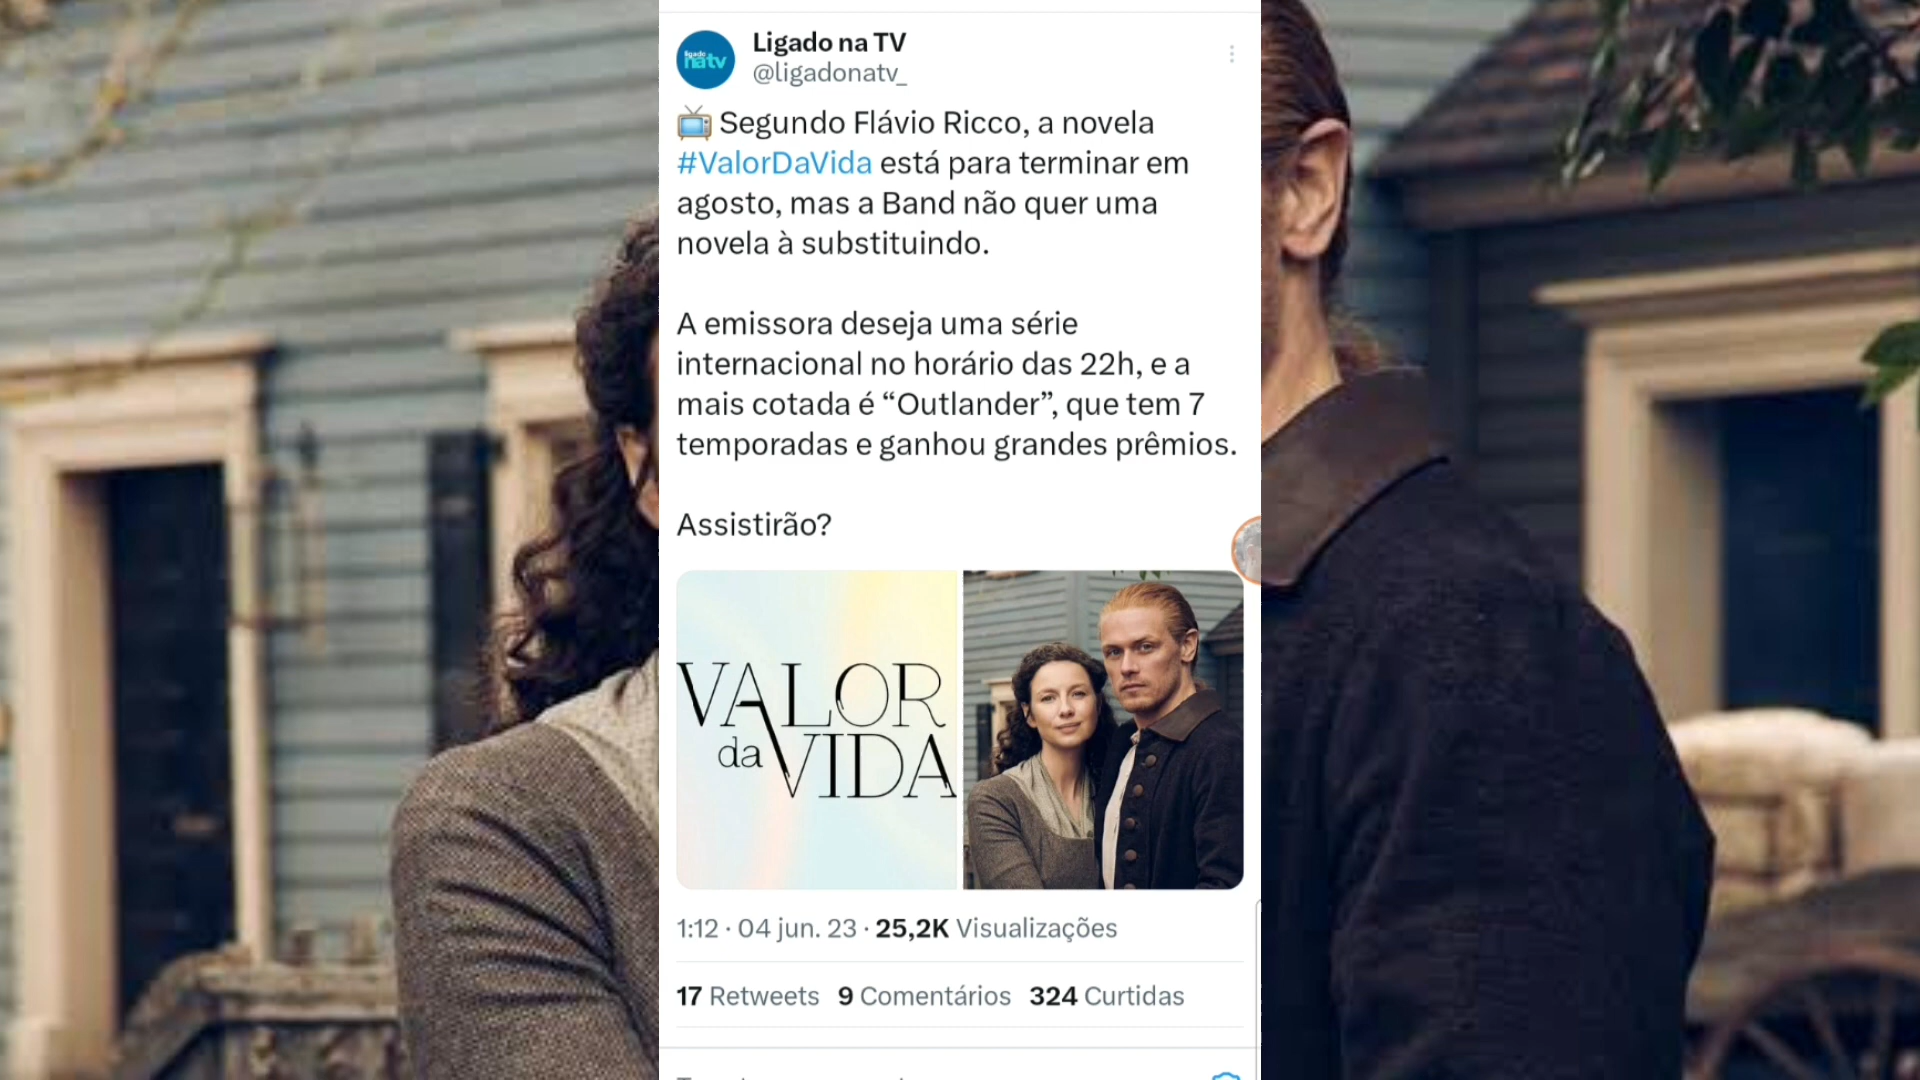 ligado
natv
Ligado na TV
@ligadonatv_
Segundo Flávio Ricco, a novela
#ValorDaVida está para terminar em
agosto, mas a Band não quer uma
novela à substituindo.
A emissora deseja uma série
internacional no horário das 22h, e a
mais cotada é “Outlander”, que tem 7
temporadas e ganhou grandes prêmios.
Assistirão?
VALOR
da VIDA
1:12 · 04 jun. 23 · 25,2K Visualizações
17 Retweets 9 Comentários 324 Curtidas